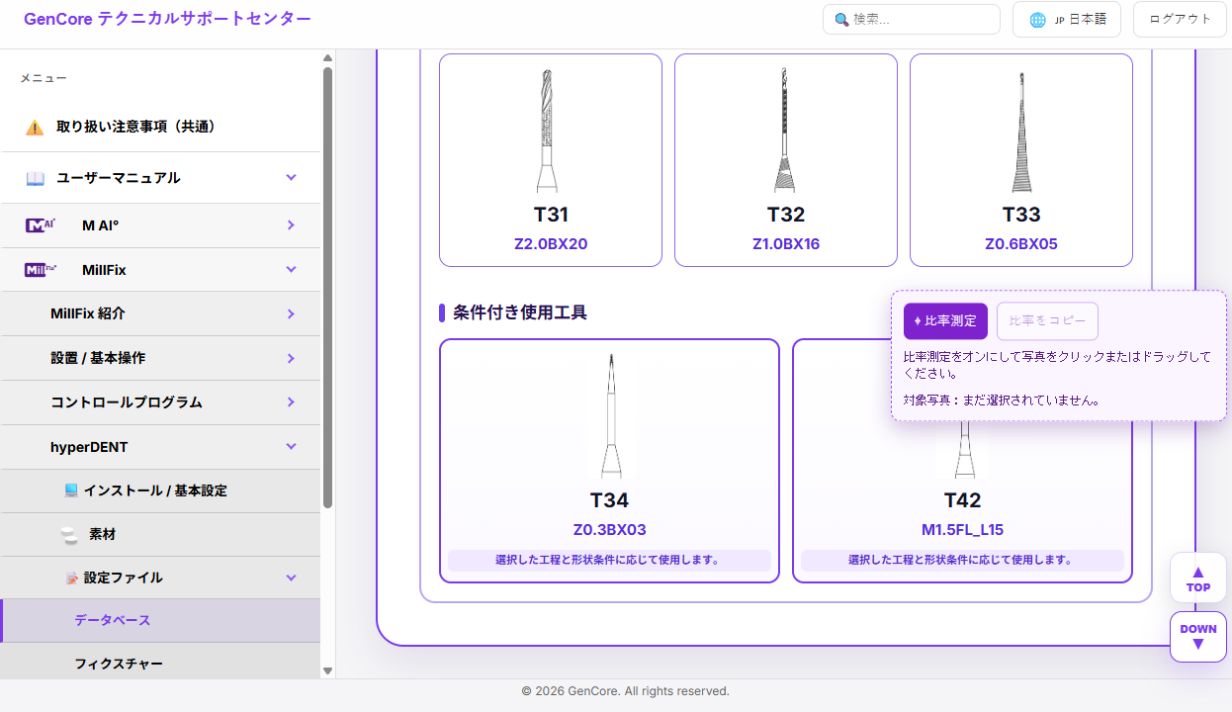 GenCore テクニカルサポートセンター
検索...
JP 日本語
ログアウト
メニュー
取り扱い注意事項（共通）
ユーザーマニュアル
M AI°
M AI°
MillFix
MillFix 紹介
設置 / 基本操作
コントロールプログラム
hyperDENT
インストール / 基本設定
素材
設定ファイル
データベース
フィクスチャー
T31
Z2.0BX20
T32
Z1.0BX16
T33
Z0.6BX05
条件付き使用工具
T34
Z0.3BX03
選択した工程と形状条件に応じて使用します。
T42
M1.5FL_L15
選択した工程と形状条件に応じて使用します。
比率測定
比率をコピー
比率測定をオンにして写真をクリックまたはドラッグして
ください。
対象写真：まだ選択されていません。
▲
TOP
DOWN
▼
© 2026 GenCore. All rights reserved.